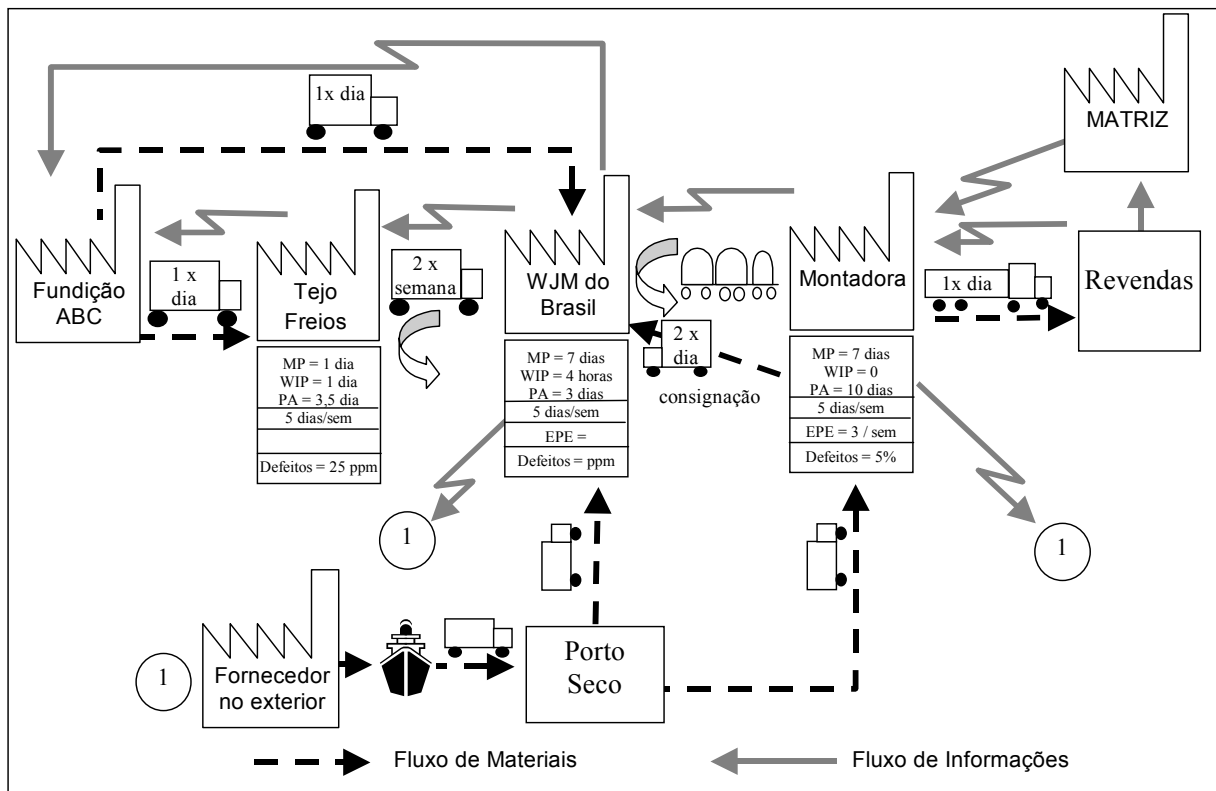 1x dia
MATRIZ
Fundição
ABC
1 x
dia
Tejo
Freios
2 x
semana
WJM do
Brasil
Montadora
1x dia
Revendas
MP = 1 dia
WIP = 1 dia
PA = 3,5 dia
5 dias/sem
Defeitos = 25 ppm
MP = 7 dias
WIP = 4 horas
PA = 3 dias
5 dias/sem
EPE =
Defeitos = ppm
2 x
dia
consignação
MP = 7 dias
WIP = 0
PA = 10 dias
5 dias/sem
EPE = 3 / sem
Defeitos = 5%
1
1
1
Fornecedor
no exterior
Porto
Seco
Fluxo de Materiais
Fluxo de Informações